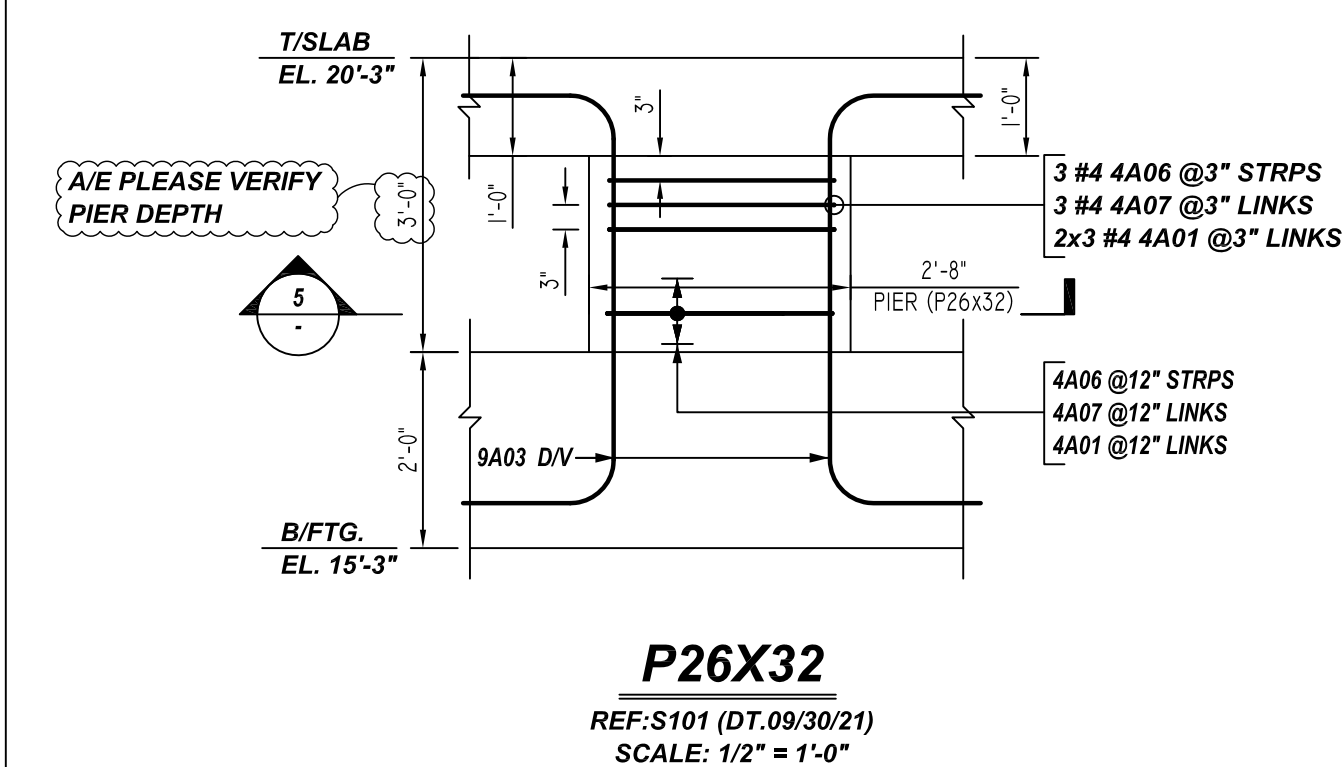 T/SLAB
EL. 20'-3"
3"
1'-0"
A/E PLEASE VERIFY
PIER DEPTH
3'-0"
1'-0"
3 #4 4A06 @3" STRPS
3 #4 4A07 @3" LINKS
2x3 #4 4A01 @3" LINKS
3"
2'-8"
PIER (P26x32)
5
-
4A06 @12" STRPS
4A07 @12" LINKS
4A01 @12" LINKS
2'-0"
9A03 D/V
B/FTG.
EL. 15'-3"
P26X32
REF:S101 (DT.09/30/21)
SCALE: 1/2" = 1'-0"